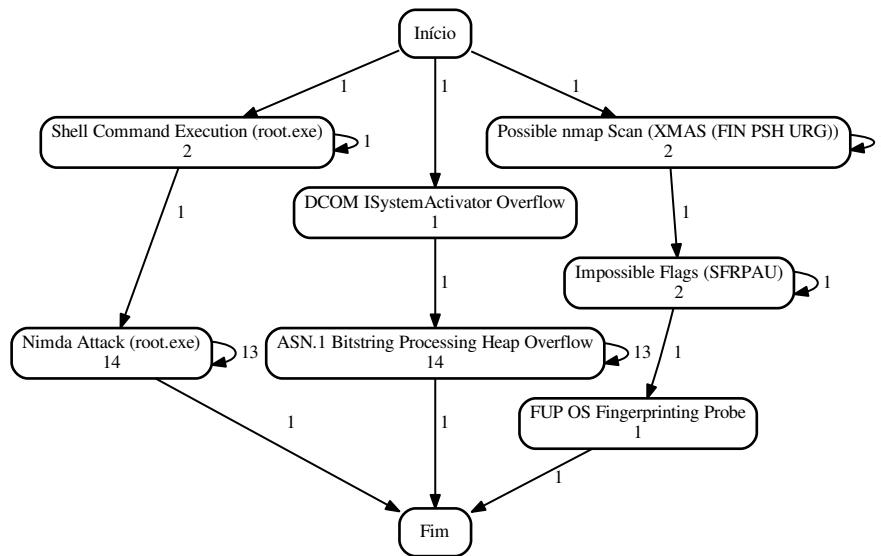 Início
1
1
1
Shell Command Execution (root.exe)
2
1
Possible nmap Scan (XMAS (FIN PSH URG))
2
DCOM ISystemActivator Overflow
1
1
1
1
Impossible Flags (SFRPAU)
2
1
Nimda Attack (root.exe)
14
13
ASN.1 Bitstring Processing Heap Overflow
14
13
1
FUP OS Fingerprinting Probe
1
1
1
1
Fim